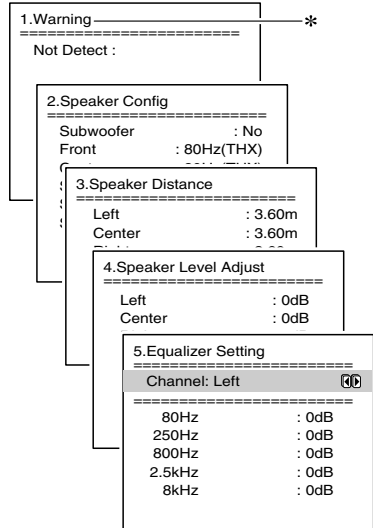 1.Warning *
========================
Not Detect :
2.Speaker Config
========================
Subwoofer : No
Front : 80Hz(THX)
3.Speaker Distance
========================
Left : 3.60m
Center : 3.60m
4.Speaker Level Adjust
========================
Left : 0dB
Center : 0dB
5.Equalizer Setting
========================
Channel: Left
========================
80Hz : 0dB
250Hz : 0dB
800Hz : 0dB
2.5kHz : 0dB
8kHz : 0dB